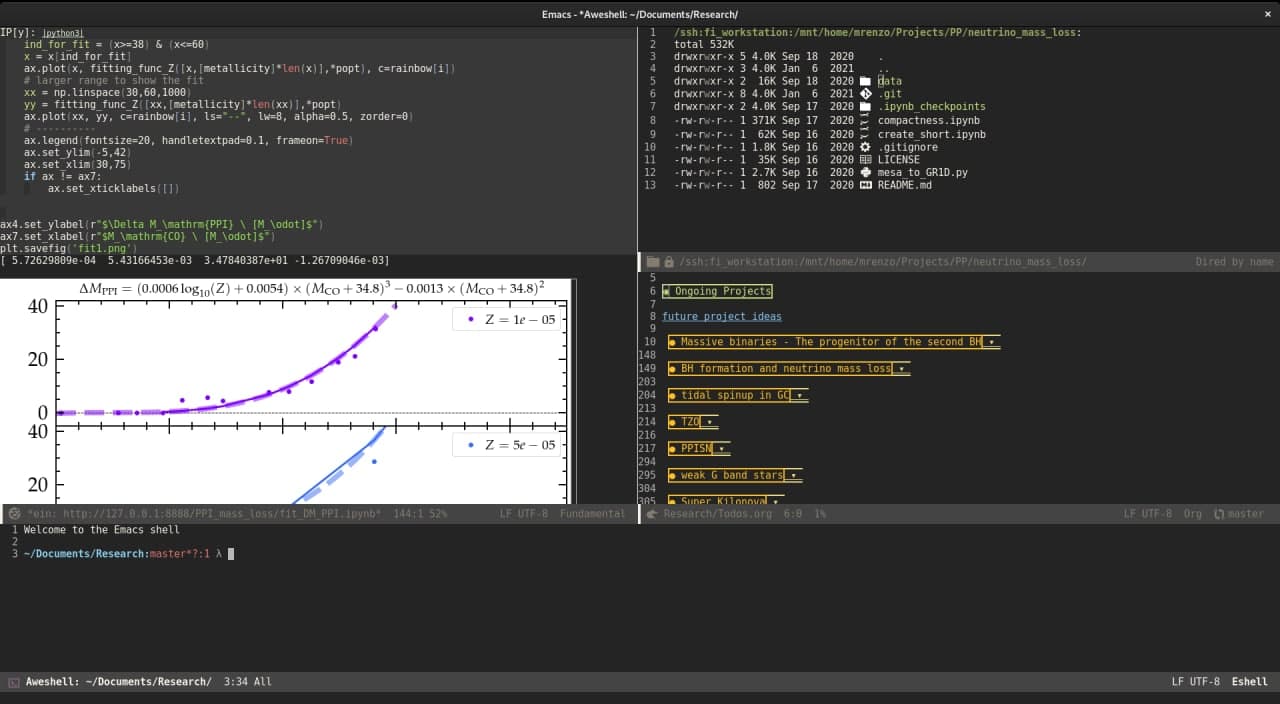 Emacs - *Aweshell: ~/Documents/Research/
×
IP[y]: |python3|
ind_for_fit = (x>=38) & (x<=60)
x = x[ind_for_fit]
ax.plot(x, fitting_func_Z([x,[metallicity]*len(x)],*popt), c=rainbow[i])
# larger range to show the fit
xx = np.linspace(30,60,1000)
yy = fitting_func_Z([xx,[metallicity]*len(xx)],*popt)
ax.plot(xx, yy, c=rainbow[i], ls="--", lw=8, alpha=0.5, zorder=0)
# ----------
ax.legend(fontsize=20, handletextpad=0.1, frameon=True)
ax.set_ylim(-5,42)
ax.set_xlim(30,75)
if ax != ax7:
ax.set_xticklabels([])
ax4.set_ylabel(r"$\Delta M_\mathrm{PPI} \ [M_\odot]$")
ax7.set_xlabel(r"$M_\mathrm{CO} \ [M_\odot]$")
plt.savefig('fit1.png')
[ 5.72629809e-04  5.43166453e-03  3.47840387e+01 -1.26709046e-03]
ΔM_PPI = (0.0006 log₁₀(Z) + 0.0054) × (M_CO + 34.8)³ − 0.0013 × (M_CO + 34.8)²
40
Z = 1e − 05
20
0
40
Z = 5e − 05
20
*ein: http://127.0.0.1:8888/PPI_mass_loss/fit_DM_PPI.ipynb*  144:1 52%  LF UTF-8  Fundamental
1 /ssh:fi_workstation:/mnt/home/mrenzo/Projects/PP/neutrino_mass_loss:
2 total 532K
3 drwxrwxr-x 5 4.0K Sep 18  2020 .
4 drwxrwxr-x 3 4.0K Jan  6  2021 ..
5 drwxrwxr-x 2  16K Sep 18  2020 data
6 drwxrwxr-x 8 4.0K Jan  6  2021 .git
7 drwxrwxr-x 2 4.0K Sep 17  2020 .ipynb_checkpoints
8 -rw-rw-r-- 1 371K Sep 17  2020 compactness.ipynb
9 -rw-rw-r-- 1  62K Sep 16  2020 create_short.ipynb
10 -rw-rw-r-- 1 1.8K Sep 16  2020 .gitignore
11 -rw-rw-r-- 1  35K Sep 16  2020 LICENSE
12 -rw-rw-r-- 1 2.7K Sep 16  2020 mesa_to_GR1D.py
13 -rw-rw-r-- 1  802 Sep 17  2020 README.md
/ssh:fi_workstation:/mnt/home/mrenzo/Projects/PP/neutrino_mass_loss/  Dired by name
5
6 Ongoing Projects
7
8 future project ideas
9
10 ● Massive binaries - The progenitor of the second BH ▾
148
149 ● BH formation and neutrino mass loss ▾
203
204 ● tidal spinup in GC ▾
213
214 ● TZO ▾
216
217 ● PPISN ▾
294
295 ● weak G band stars ▾
304
305 ● Super Kilonova ▾
Research/Todos.org  6:0  1%  LF UTF-8  Org  master
1 Welcome to the Emacs shell
2
3 ~/Documents/Research:master*?:1 λ
Aweshell: ~/Documents/Research/  3:34 All  LF UTF-8  Eshell